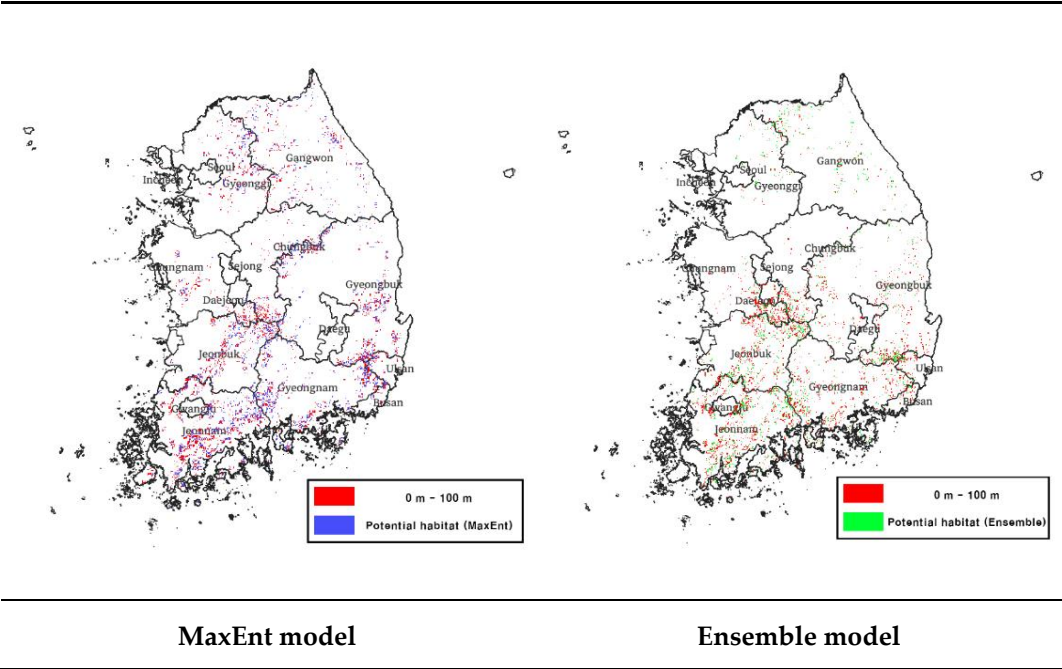 Gangwon
Seoul
Incheon
Gyeonggi
Chungbuk
Chungnam
Sejong
Gyeongbuk
Daejeon
Daegu
Jeonbuk
Ulsan
Gyeongnam
Busan
Gwangju
Jeonnam
0 m - 100 m
Potential habitat (MaxEnt)
Gangwon
Seoul
Incheon
Gyeonggi
Chungbuk
Chungnam
Sejong
Gyeongbuk
Daejeon
Daegu
Jeonbuk
Ulsan
Gyeongnam
Busan
Gwangju
Jeonnam
0 m - 100 m
Potential habitat (Ensemble)
MaxEnt model
Ensemble model